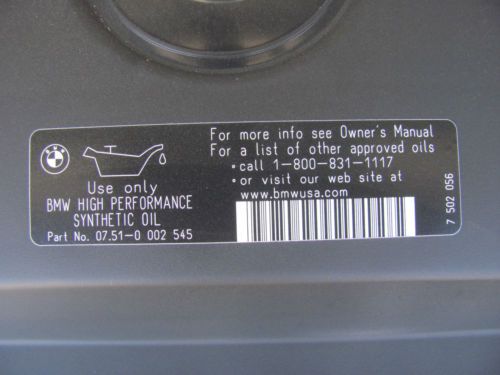 BMW
Use only
BMW HIGH PERFORMANCE
SYNTHETIC OIL
Part No. 07.51-0 002 545
For more info see Owner's Manual
For a list of other approved oils
• call 1-800-831-1117
• or visit our web site at
www.bmwusa.com
7 502 056